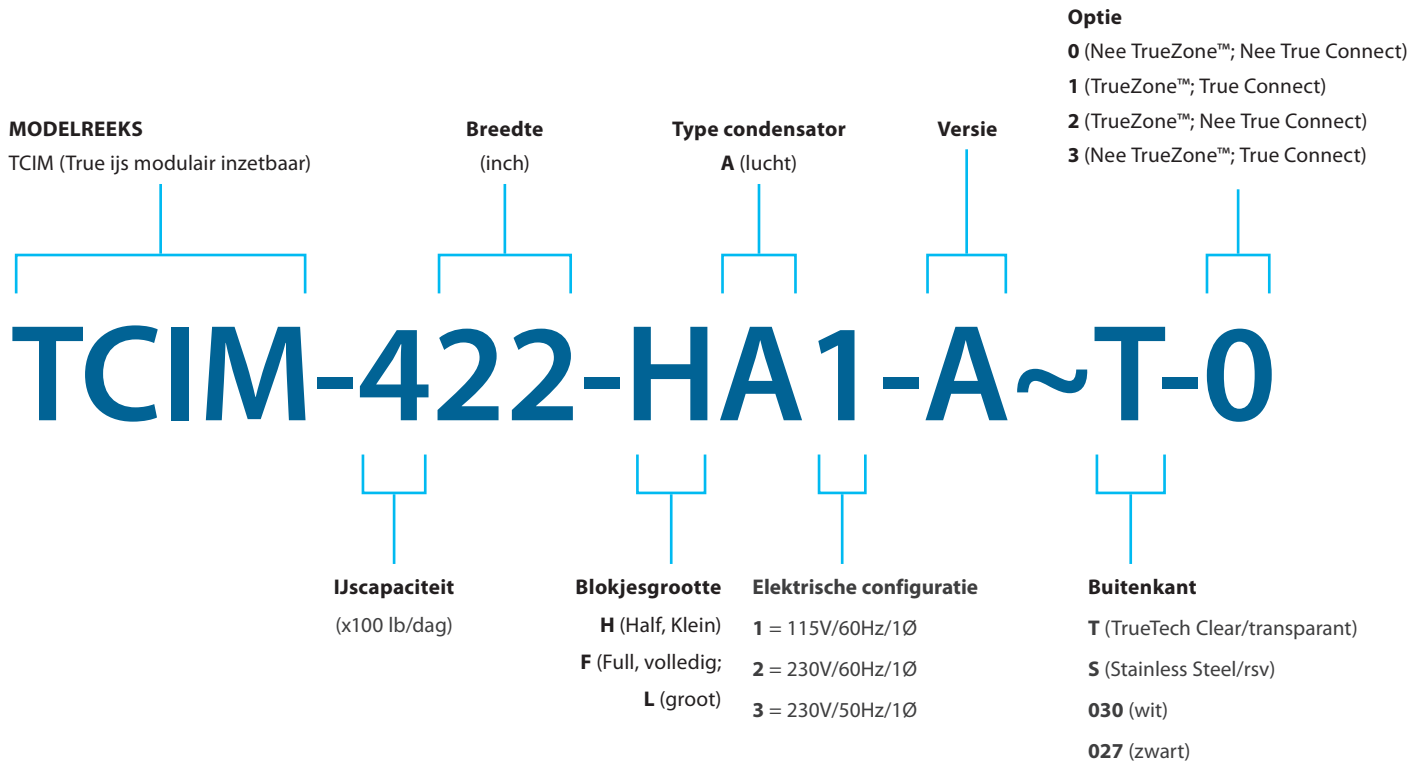 Optie
0 (Nee TrueZone™; Nee True Connect)
1 (TrueZone™; True Connect)
2 (TrueZone™; Nee True Connect)
3 (Nee TrueZone™; True Connect)
MODELREEKS
TCIM (True ijs modulair inzetbaar)
Breedte
(inch)
Type condensator
A (lucht)
Versie
TCIM-422-HA1-A~T-0
IJscapaciteit
(x100 lb/dag)
Blokjesgrootte
H (Half, Klein)
F (Full, volledig;
L (groot)
Elektrische configuratie
1 = 115V/60Hz/1Ø
2 = 230V/60Hz/1Ø
3 = 230V/50Hz/1Ø
Buitenkant
T (TrueTech Clear/transparant)
S (Stainless Steel/rsv)
030 (wit)
027 (zwart)